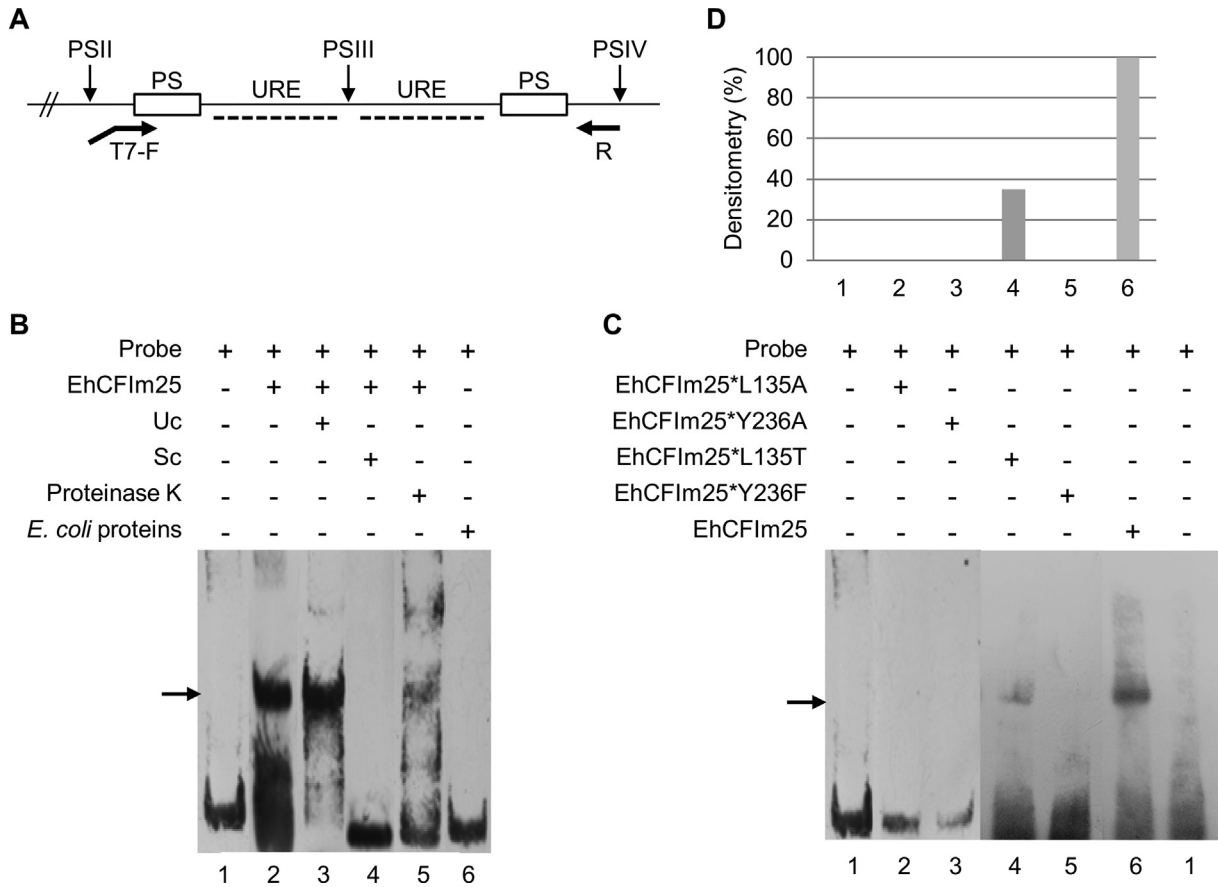 A
PSII PSIII PSIV
PS URE URE PS
T7-F R
D
Densitometry (%)
100
80
60
40
20
0
1 2 3 4 5 6
B
Probe + + + + + +
EhCFIm25 - + + + + -
Uc - - + - - -
Sc - - - + - -
Proteinase K - - - - + -
E. coli proteins - - - - - +
1 2 3 4 5 6
C
Probe + + + + + + +
EhCFIm25*L135A - + - - - - -
EhCFIm25*Y236A - - + - - - -
EhCFIm25*L135T - - - + - - -
EhCFIm25*Y236F - - - - + - -
EhCFIm25 - - - - - + -
1 2 3 4 5 6 1